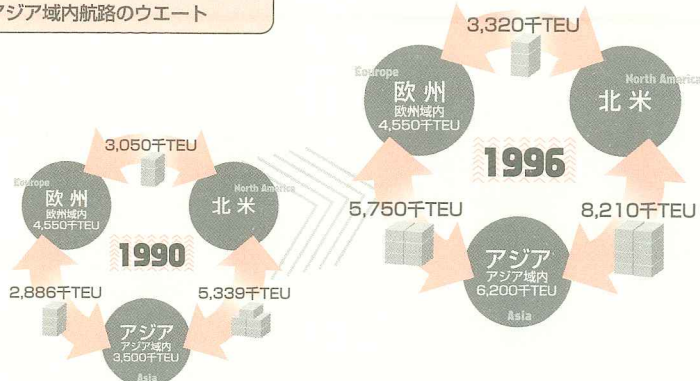 ジア域内航路のウエート
3,050千TEU
Europe
欧 州
欧州域内
4,550千TEU
North America
北 米
1990
2,886千TEU
5,339千TEU
アジア
アジア域内
3,500千TEU
Asia
3,320千TEU
Europe
欧 州
欧州域内
4,550千TEU
North America
北 米
1996
5,750千TEU
8,210千TEU
アジア
アジア域内
6,200千TEU
Asia